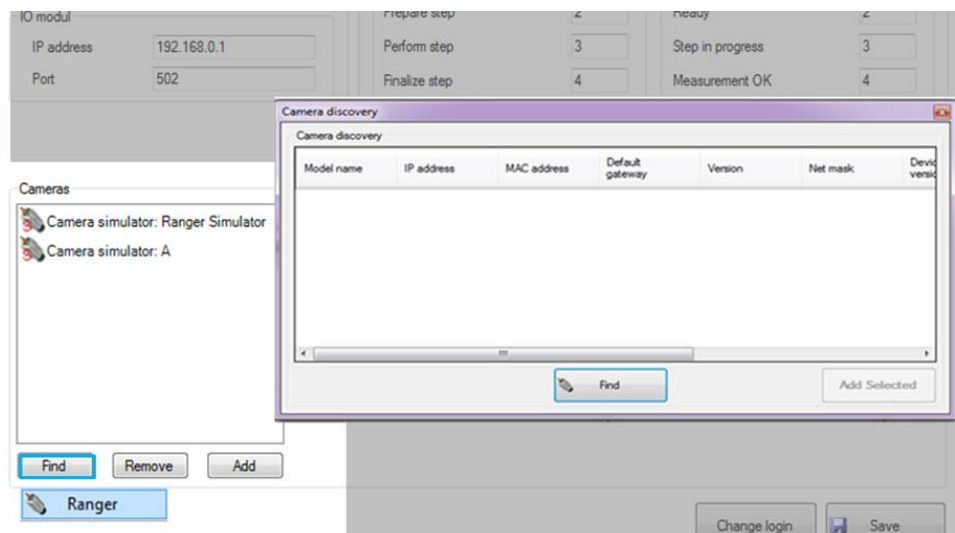 IO modul
Prepare step 2
Ready 2
IP address 192.168.0.1
Perform step 3
Step in progress 3
Port 502
Finalize step 4
Measurement OK 4
Camera discovery
Camera discovery
Model name IP address MAC address Default gateway Version Net mask
Cameras
Camera simulator: Ranger Simulator
Camera simulator: A
Find Add Selected
Find Remove Add
Ranger
Change login Save